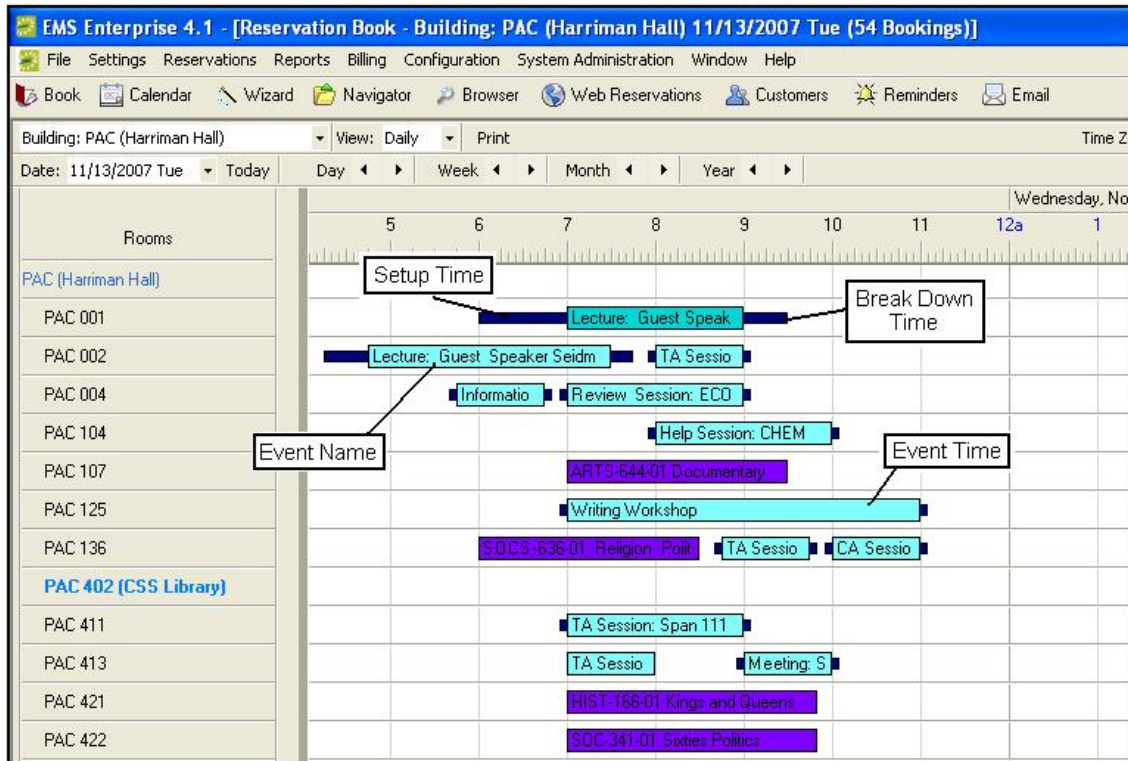 EMS Enterprise 4.1 - [Reservation Book - Building: PAC (Harriman Hall) 11/13/2007 Tue (54 Bookings)]
File Settings Reservations Reports Billing Configuration System Administration Window Help
Book Calendar Wizard Navigator Browser Web Reservations Customers Reminders Email
Building: PAC (Harriman Hall) View: Daily Print Time Z
Date: 11/13/2007 Tue Today Day Week Month Year
Wednesday, No
Rooms 5 6 7 8 9 10 11 12a 1
PAC (Harriman Hall)
Setup Time
Break Down
Time
PAC 001 Lecture: Guest Speak
PAC 002 Lecture: Guest Speaker Seidm TA Sessio
PAC 004 Informatio Review Session: ECO
PAC 104 Help Session: CHEM
Event Name
Event Time
PAC 107 ARTS-644-01 Documentary
PAC 125 Writing Workshop
PAC 136 SOCS-636-01 Religion Polit TA Sessio CA Sessio
PAC 402 (CSS Library)
PAC 411 TA Session: Span 111
PAC 413 TA Sessio Meeting: S
PAC 421 HIST-166-01 Kings and Queens
PAC 422 SOC-341-01 Sixties Politics